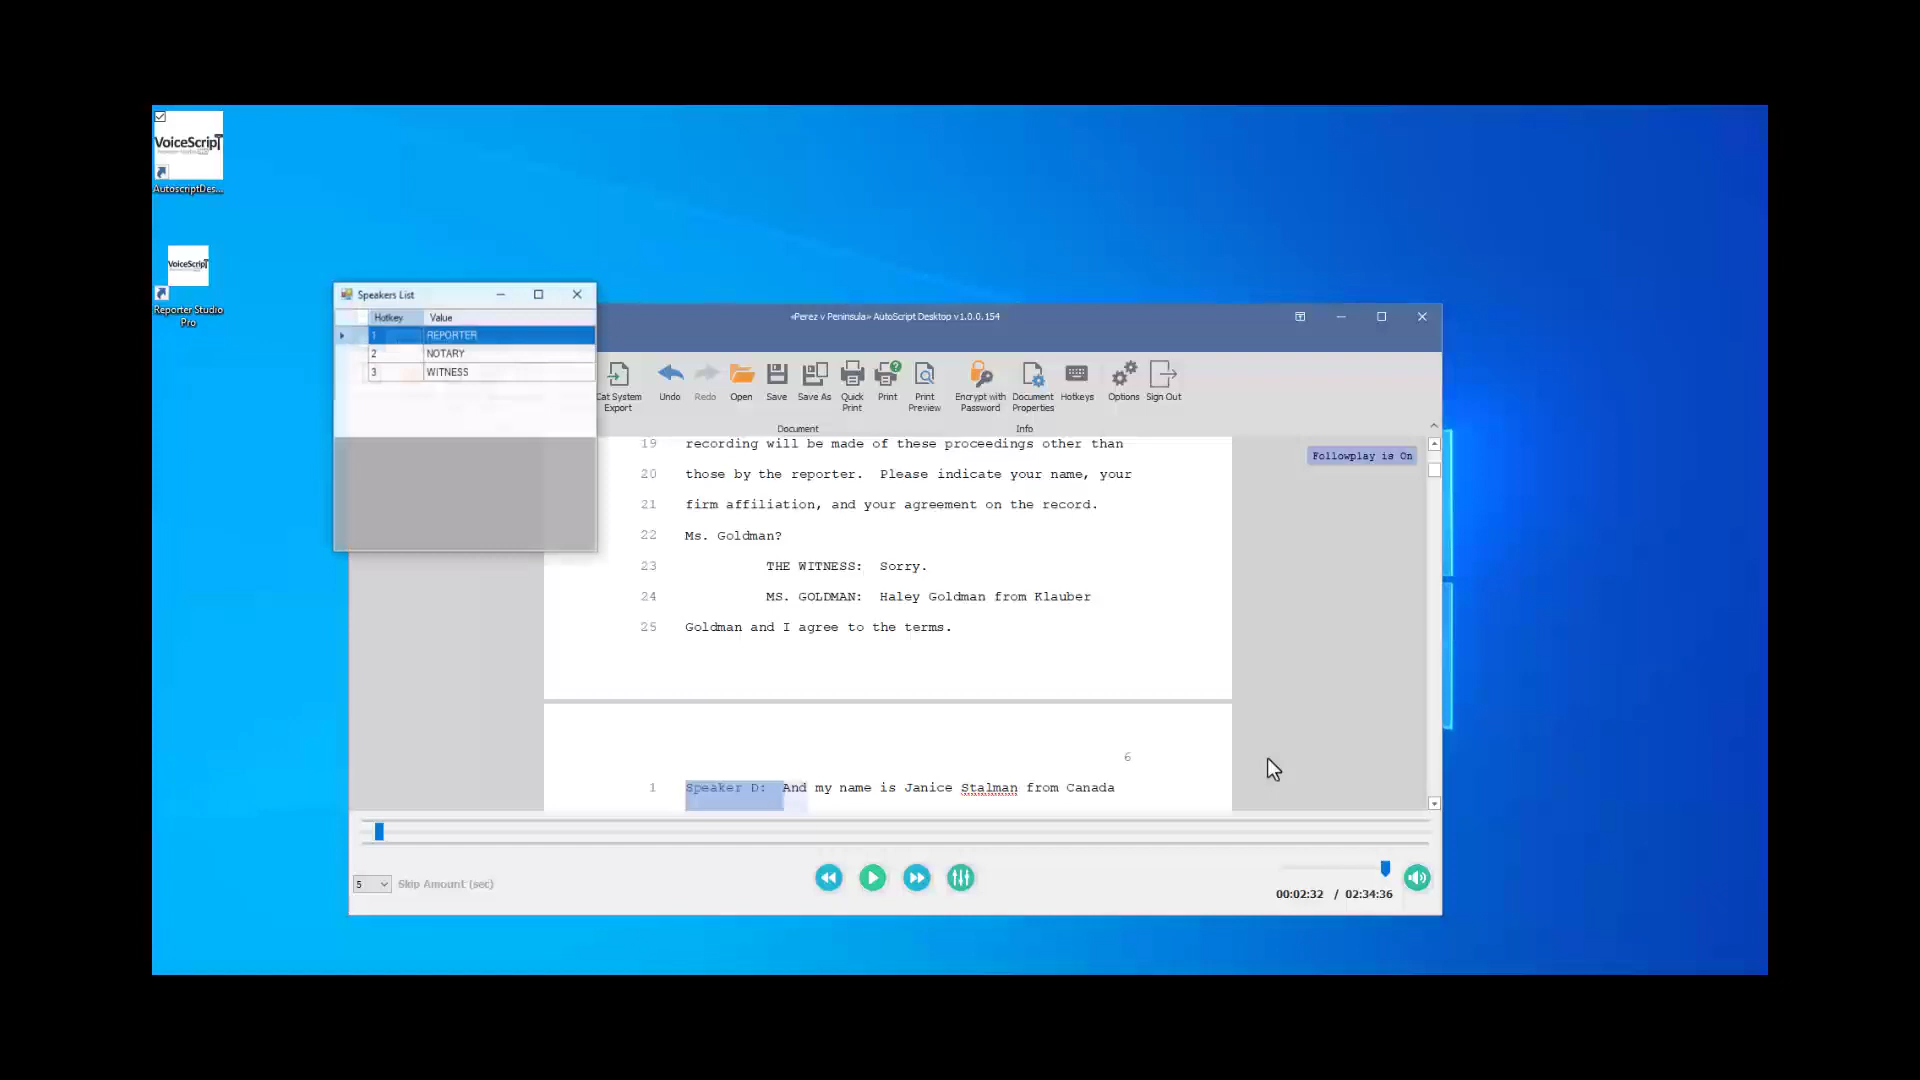 VoiceScript
AutoscriptDes...
VoiceScript
Reporter Studio
Pro
Speakers List
Hotkey Value
1 REPORTER
2 NOTARY
3 WITNESS
«Perez v Peninsula» AutoScript Desktop v1.0.0.154
Cat System
Export
Undo
Redo
Open
Save
Save As
Quick
Print
Print
Print
Preview
Encrypt with
Password
Document
Properties
Hotkeys
Options
Sign Out
Document
Info
Followplay is On
19 recording will be made of these proceedings other than
20 those by the reporter. Please indicate your name, your
21 firm affiliation, and your agreement on the record.
22 Ms. Goldman?
23 THE WITNESS: Sorry.
24 MS. GOLDMAN: Haley Goldman from Klauber
25 Goldman and I agree to the terms.
6
1 Speaker D: And my name is Janice Stalman from Canada
5 Skip Amount (sec)
00:02:32 / 02:34:36